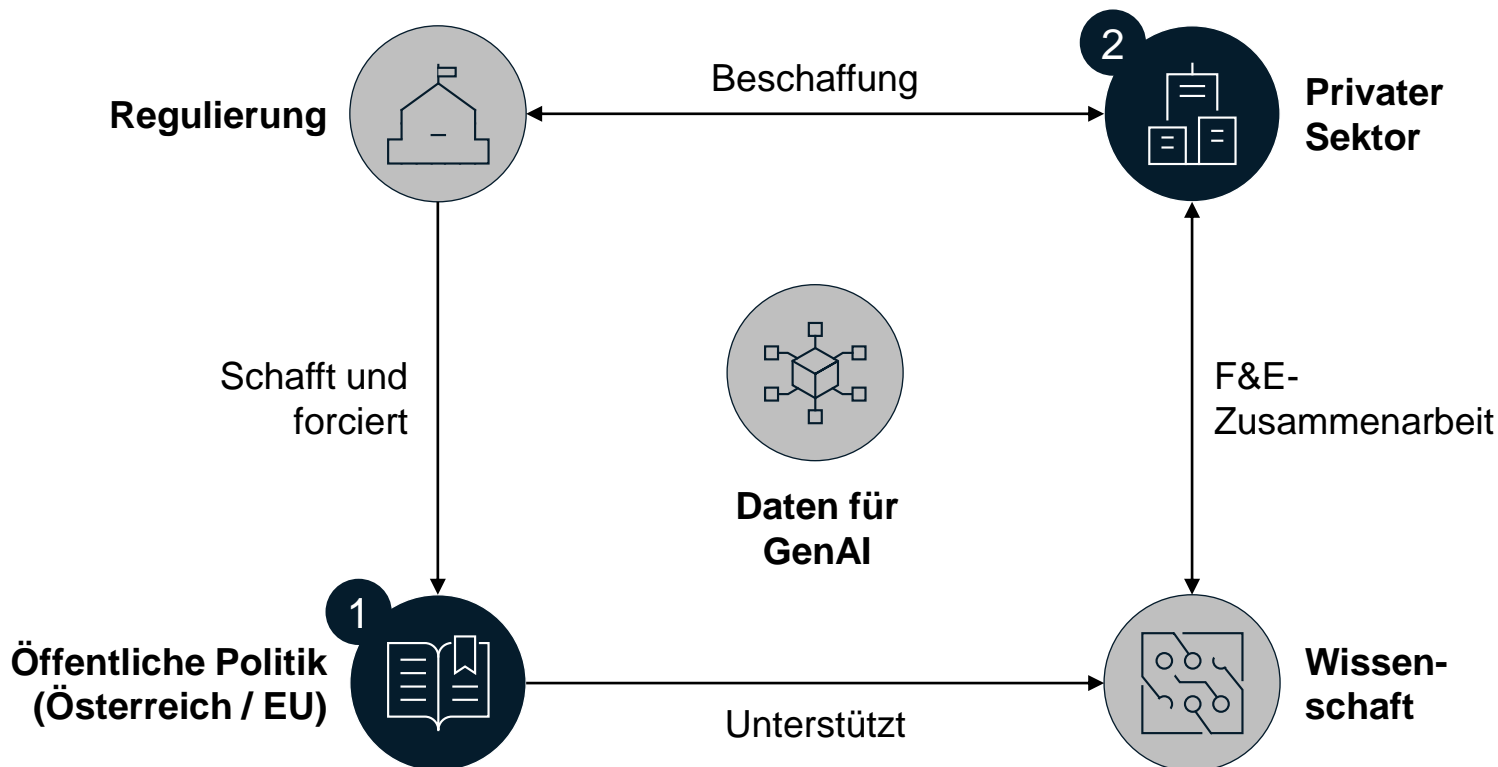 2
Beschaffung
Regulierung
Privater
Sektor
Schafft und
forciert
F&E-
Zusammenarbeit
Daten für
GenAI
1
Öffentliche Politik
(Österreich / EU)
Wissen-
schaft
Unterstützt